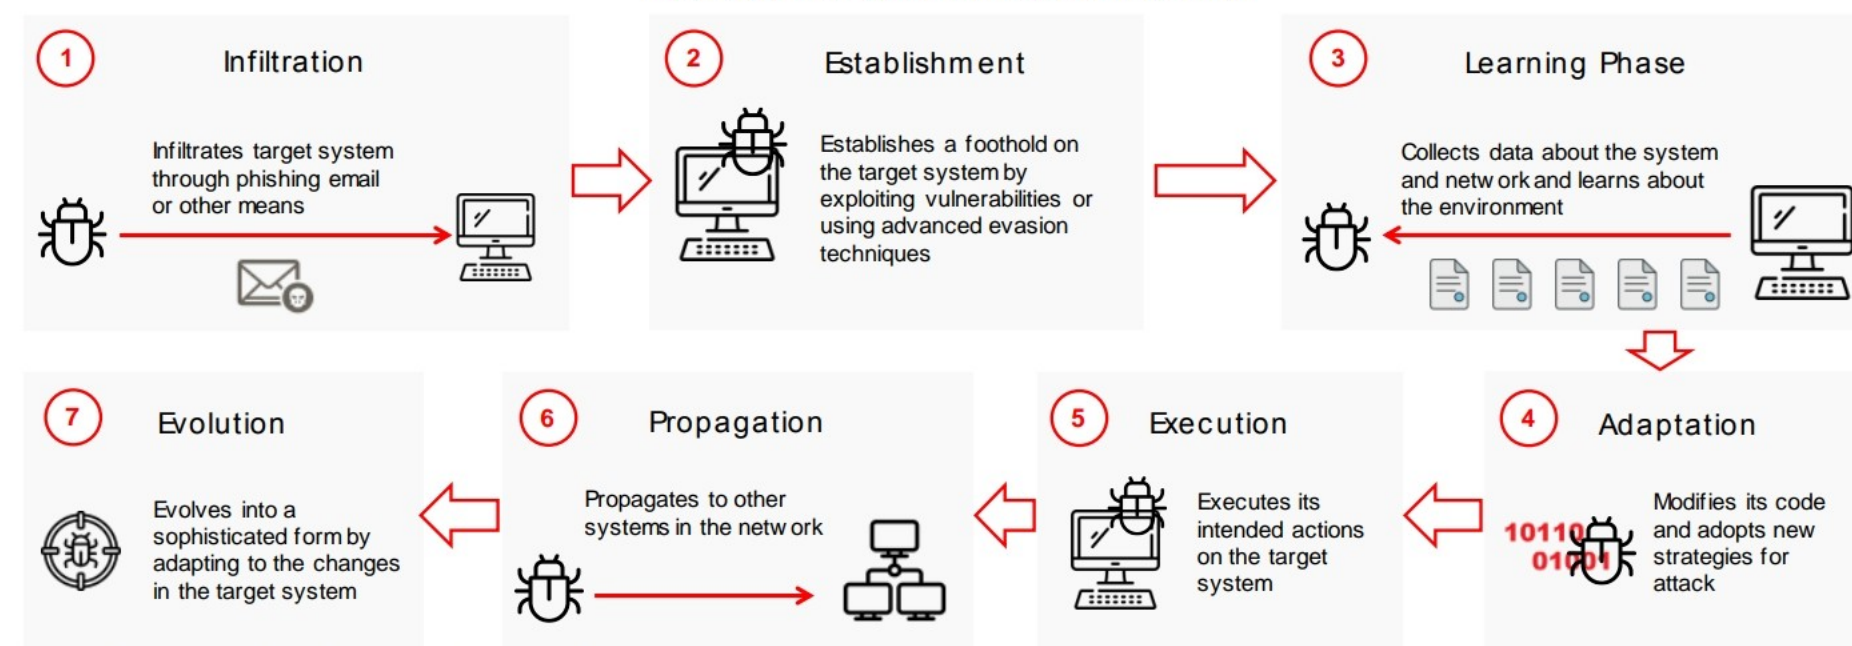 1
Infiltration
Infiltrates target system
through phishing email
or other means
2
Establishment
Establishes a foothold on
the target system by
exploiting vulnerabilities or
using advanced evasion
techniques
3
Learning Phase
Collects data about the system
and network and learns about
the environment
4
Adaptation
10110
01001
Modifies its code
and adopts new
strategies for
attack
5
Execution
Executes its
intended actions
on the target
system
6
Propagation
Propagates to other
systems in the network
7
Evolution
Evolves into a
sophisticated form by
adapting to the changes
in the target system